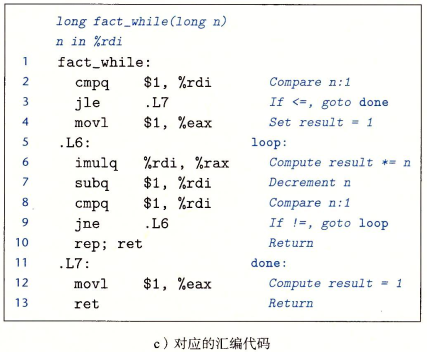 long fact_while(long n)
n in %rdi
1 fact_while:
2 cmpq $1, %rdi Compare n:1
3 jle .L7 If <=, goto done
4 movl $1, %eax Set result = 1
5 .L6: loop:
6 imulq %rdi, %rax Compute result *= n
7 subq $1, %rdi Decrement n
8 cmpq $1, %rdi Compare n:1
9 jne .L6 If !=, goto loop
10 rep; ret Return
11 .L7: done:
12 movl $1, %eax Compute result = 1
13 ret Return
c）对应的汇编代码